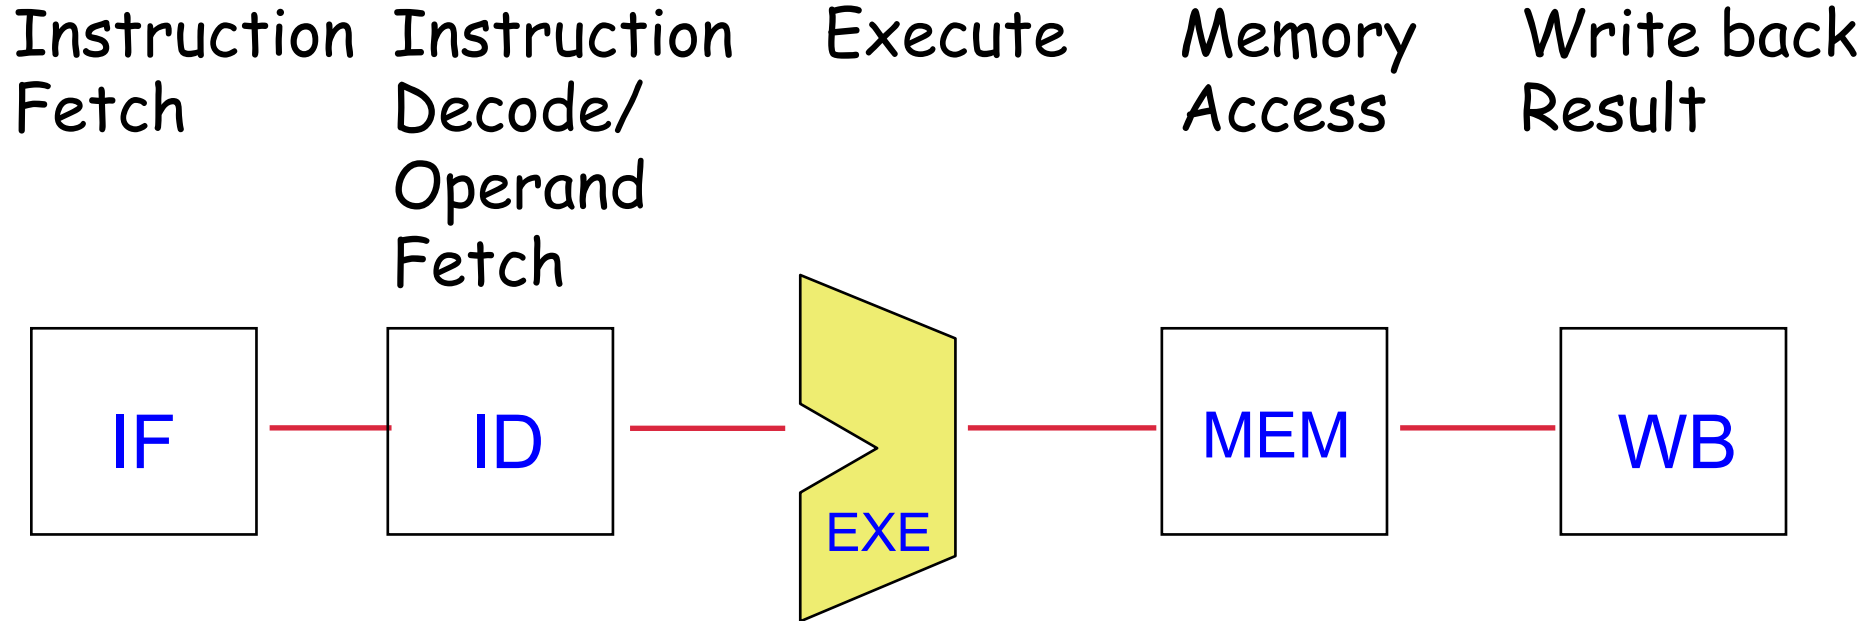 Instruction
Fetch
Instruction
Decode/
Operand
Fetch
Execute
Memory
Access
Write back
Result
IF
ID
EXE
MEM
WB